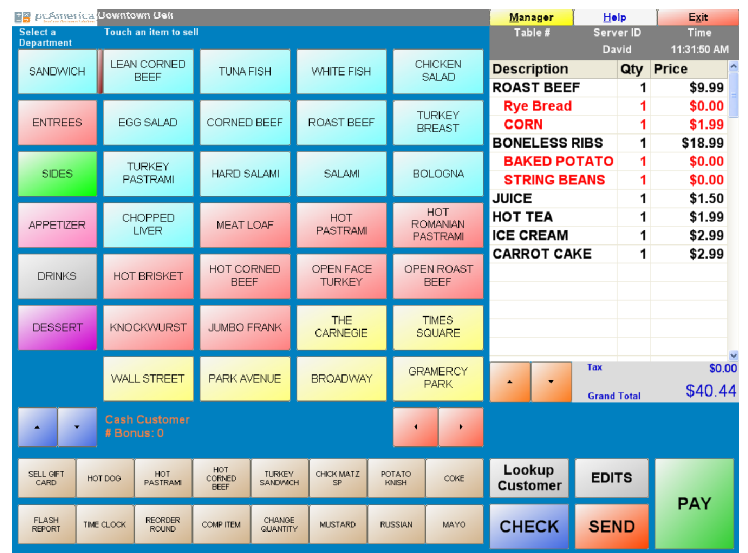 pcAmerica Downtown Deli
Manager Help Exit
Select a Department
Touch an item to sell
Table # Server ID Time
David 11:31:50 AM
SANDWICH
ENTREES
SIDES
APPETIZER
DRINKS
DESSERT
LEAN CORNED BEEF
TUNA FISH
WHITE FISH
CHICKEN SALAD
EGG SALAD
CORNED BEEF
ROAST BEEF
TURKEY BREAST
TURKEY PASTRAMI
HARD SALAMI
SALAMI
BOLOGNA
CHOPPED LIVER
MEAT LOAF
HOT PASTRAMI
HOT ROMANIAN PASTRAMI
HOT BRISKET
HOT CORNED BEEF
OPEN FACE TURKEY
OPEN ROAST BEEF
KNOCKWURST
JUMBO FRANK
THE CARNEGIE
TIMES SQUARE
WALL STREET
PARK AVENUE
BROADWAY
GRAMERCY PARK
Description Qty Price
ROAST BEEF 1 $9.99
Rye Bread 1 $0.00
CORN 1 $1.99
BONELESS RIBS 1 $18.99
BAKED POTATO 1 $0.00
STRING BEANS 1 $0.00
JUICE 1 $1.50
HOT TEA 1 $1.99
ICE CREAM 1 $2.99
CARROT CAKE 1 $2.99
Tax $0.00
Grand Total $40.44
Cash Customer
# Bonus: 0
SELL GIFT CARD
HOT DOG
HOT PASTRAMI
HOT CORNED BEEF
TURKEY SANDWICH
CHICK MATZ SP
POTATO KNISH
COKE
FLASH REPORT
TIME CLOCK
REORDER ROUND
COMP ITEM
CHANGE QUANTITY
MUSTARD
RUSSIAN
MAYO
Lookup Customer
EDITS
CHECK
SEND
PAY